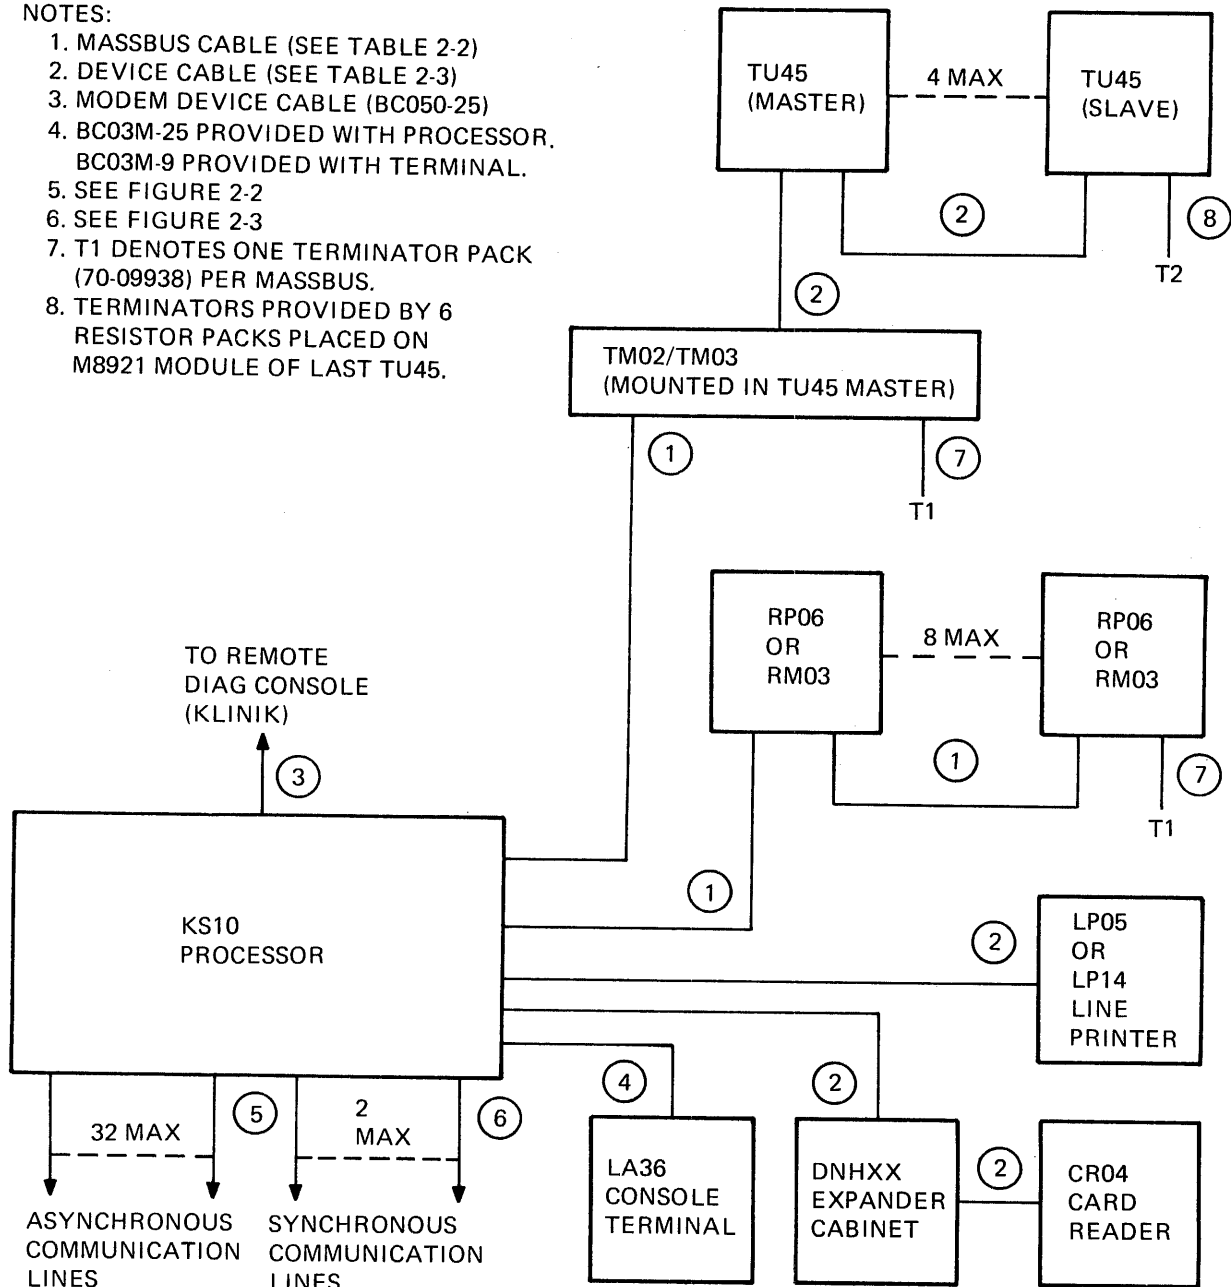 NOTES:
1. MASSBUS CABLE (SEE TABLE 2-2)
2. DEVICE CABLE (SEE TABLE 2-3)
3. MODEM DEVICE CABLE (BC050-25)
4. BC03M-25 PROVIDED WITH PROCESSOR.
BC03M-9 PROVIDED WITH TERMINAL.
5. SEE FIGURE 2-2
6. SEE FIGURE 2-3
7. T1 DENOTES ONE TERMINATOR PACK
(70-09938) PER MASSBUS.
8. TERMINATORS PROVIDED BY 6
RESISTOR PACKS PLACED ON
M8921 MODULE OF LAST TU45.
TU45
(MASTER)
4 MAX
TU45
(SLAVE)
2
8
T2
2
TM02/TM03
(MOUNTED IN TU45 MASTER)
1
7
T1
RP06
OR
RM03
8 MAX
RP06
OR
RM03
1
7
T1
TO REMOTE
DIAG CONSOLE
(KLINIK)
3
1
KS10
PROCESSOR
2
LP05
OR
LP14
LINE
PRINTER
4
2
5
6
32 MAX
2
MAX
LA36
CONSOLE
TERMINAL
DNHXX
EXPANDER
CABINET
2
CR04
CARD
READER
ASYNCHRONOUS
COMMUNICATION
LINES
SYNCHRONOUS
COMMUNICATION
LINES